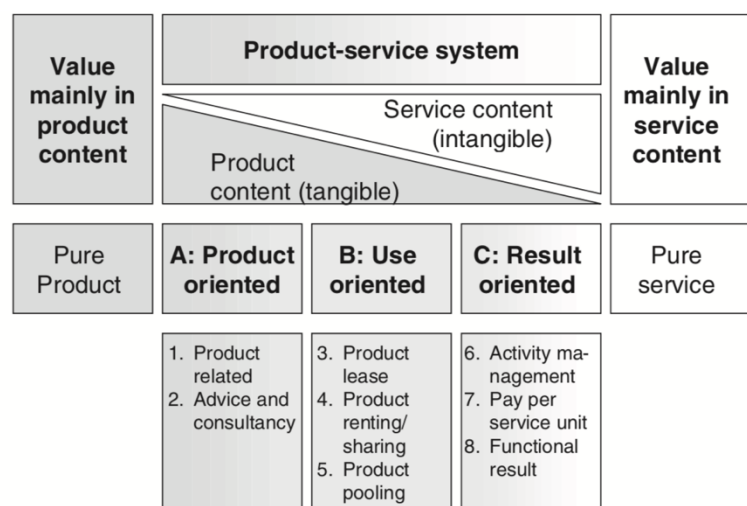 Value
mainly in
product
content
Product-service system
Service content
(intangible)
Product
content (tangible)
Value
mainly in
service
content
Pure
Product
A: Product
oriented
B: Use
oriented
C: Result
oriented
Pure
service
1. Product
related
2. Advice and
consultancy
3. Product
lease
4. Product
renting/
sharing
5. Product
pooling
6. Activity ma-
nagement
7. Pay per
service unit
8. Functional
result